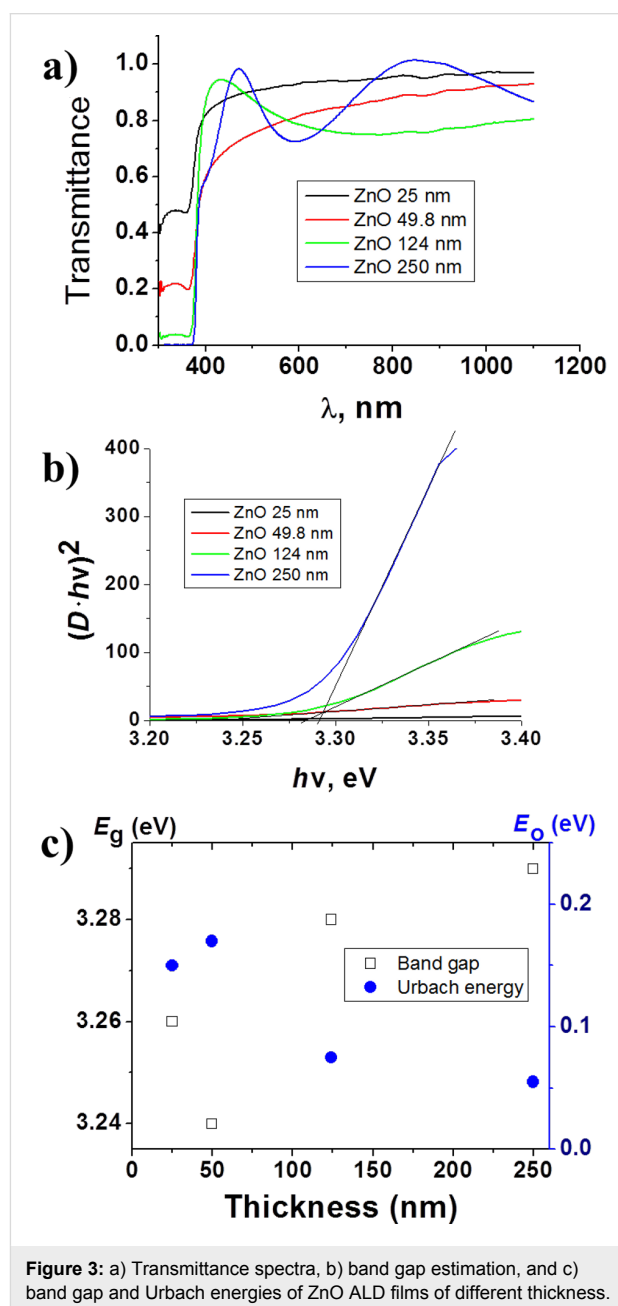 a)
Transmittance
1.0
0.8
0.6
0.4
0.2
0.0
ZnO 25 nm
ZnO 49.8 nm
ZnO 124 nm
ZnO 250 nm
400 600 800 1000 1200
λ, nm
b)
(D·hν)²
400
300
200
100
0
ZnO 25 nm
ZnO 49.8 nm
ZnO 124 nm
ZnO 250 nm
3.20 3.25 3.30 3.35 3.40
hν, eV
c)
Eg (eV)
Eo (eV)
3.28
3.26
3.24
0.2
0.1
0.0
Band gap
Urbach energy
0 50 100 150 200 250
Thickness (nm)
Figure 3: a) Transmittance spectra, b) band gap estimation, and c)
band gap and Urbach energies of ZnO ALD films of different thickness.